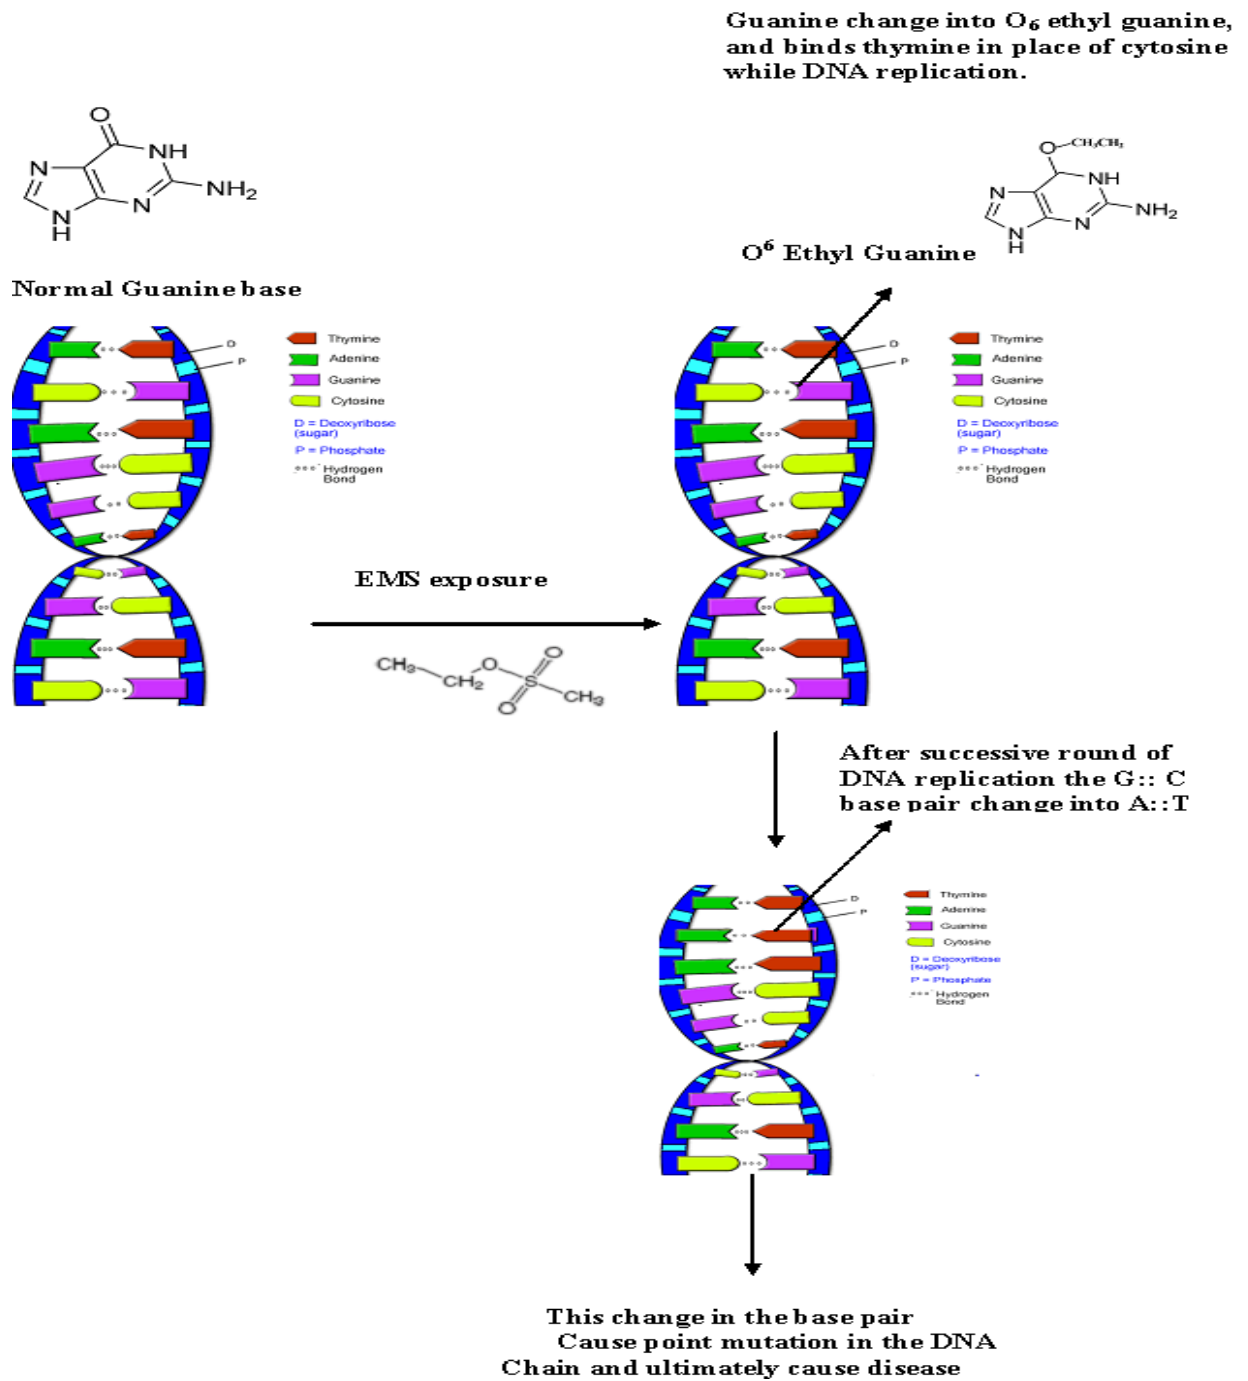 Guanine change into O₆ ethyl guanine,
and binds thymine in place of cytosine
while DNA replication.
O
N
NH
N
H
N
NH₂
O—CH₂CH₃
N
NH
N
H
N
NH₂
O⁶ Ethyl Guanine
Normal Guanine base
D
P
Thymine
Adenine
Guanine
Cytosine
D = Deoxyribose
(sugar)
P = Phosphate
Hydrogen
Bond
D
P
Thymine
Adenine
Guanine
Cytosine
D = Deoxyribose
(sugar)
P = Phosphate
Hydrogen
Bond
EMS exposure
CH₃
CH₂
O
S
O
O
CH₃
After successive round of
DNA replication the G:: C
base pair change into A::T
D
P
Thymine
Adenine
Guanine
Cytosine
D = Deoxyribose
(sugar)
P = Phosphate
Hydrogen
Bond
This change in the base pair
Cause point mutation in the DNA
Chain and ultimately cause disease